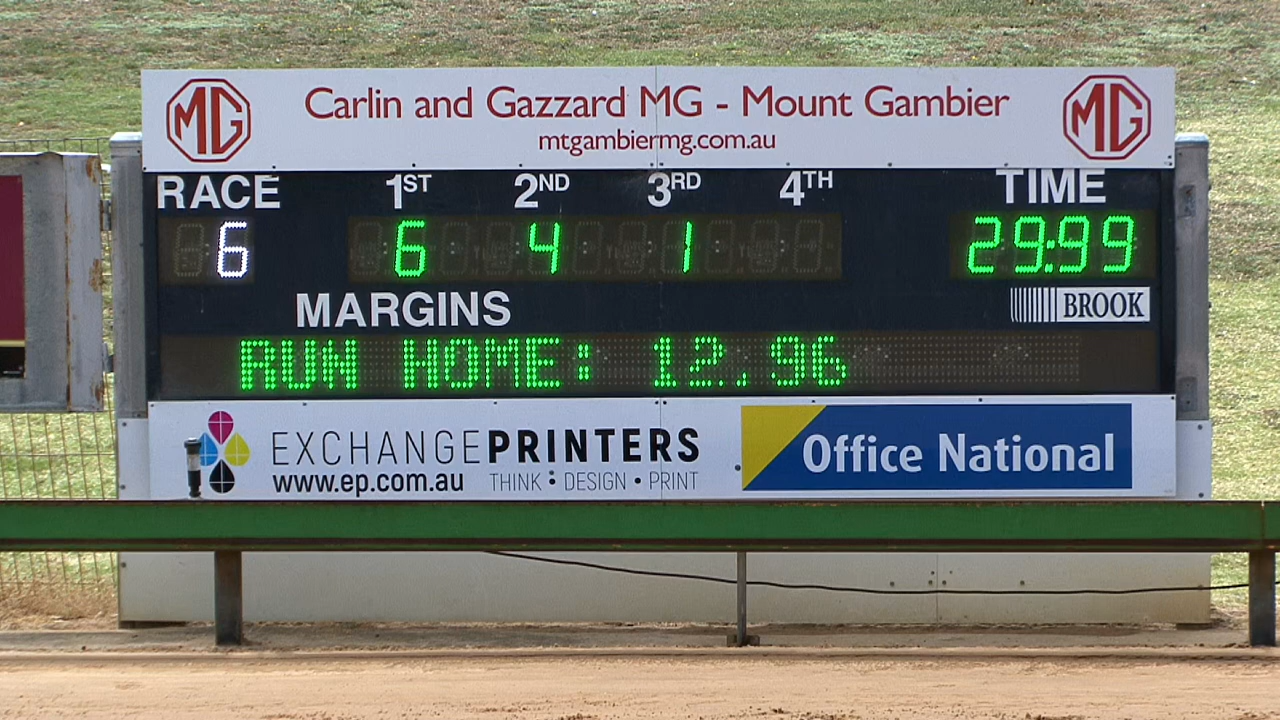 MG Carlin and Gazzard MG - Mount Gambier MG
mtgambiermg.com.au
RACE 1ST 2ND 3RD 4TH TIME
6 6 4 1 29:99
MARGINS BROOK
RUN HOME: 12.96
EXCHANGEPRINTERS Office National
www.ep.com.au THINK : DESIGN • PRINT